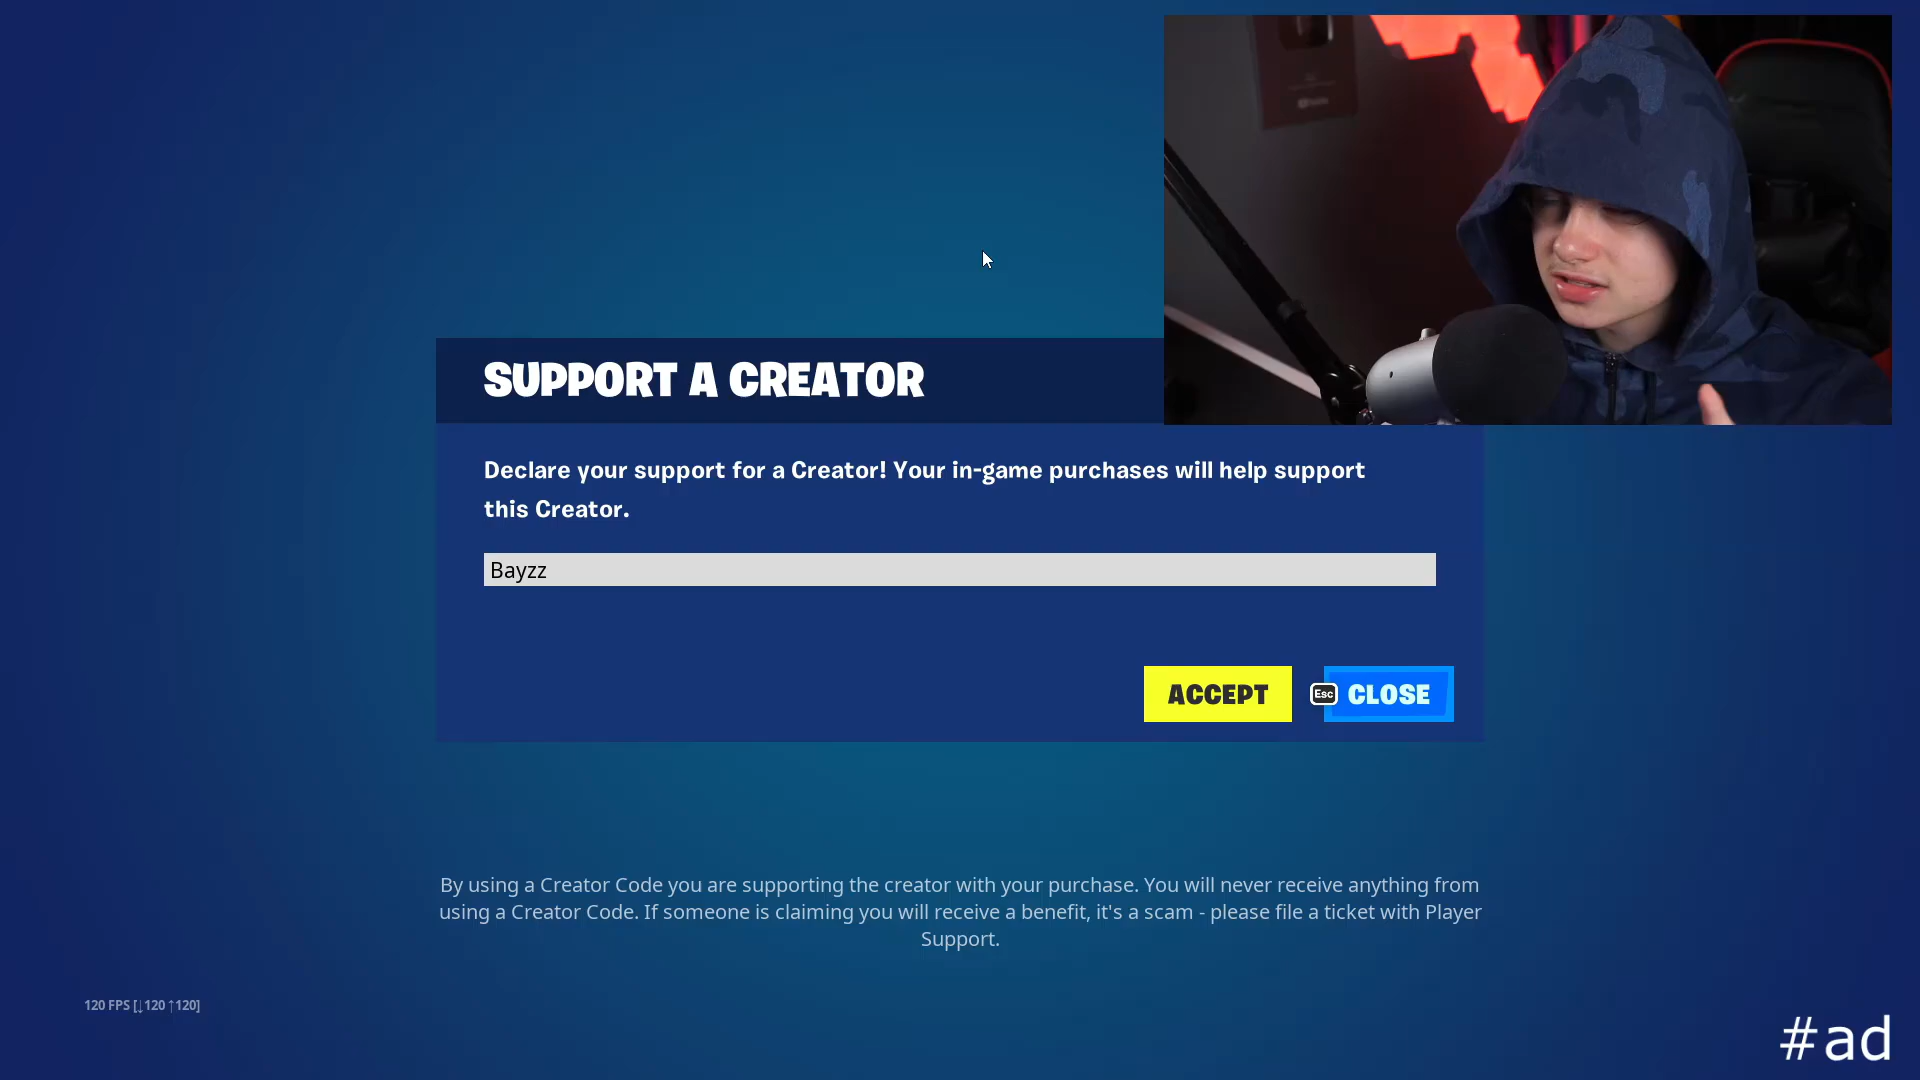 SUPPORT A CREATOR
Declare your support for a Creator! Your in-game purchases will help support
this Creator.
Bayzz
ACCEPT
Esc CLOSE
By using a Creator Code you are supporting the creator with your purchase. You will never receive anything from
using a Creator Code. If someone is claiming you will receive a benefit, it's a scam - please file a ticket with Player
Support.
120 FPS [↓120 ↑120]
#ad